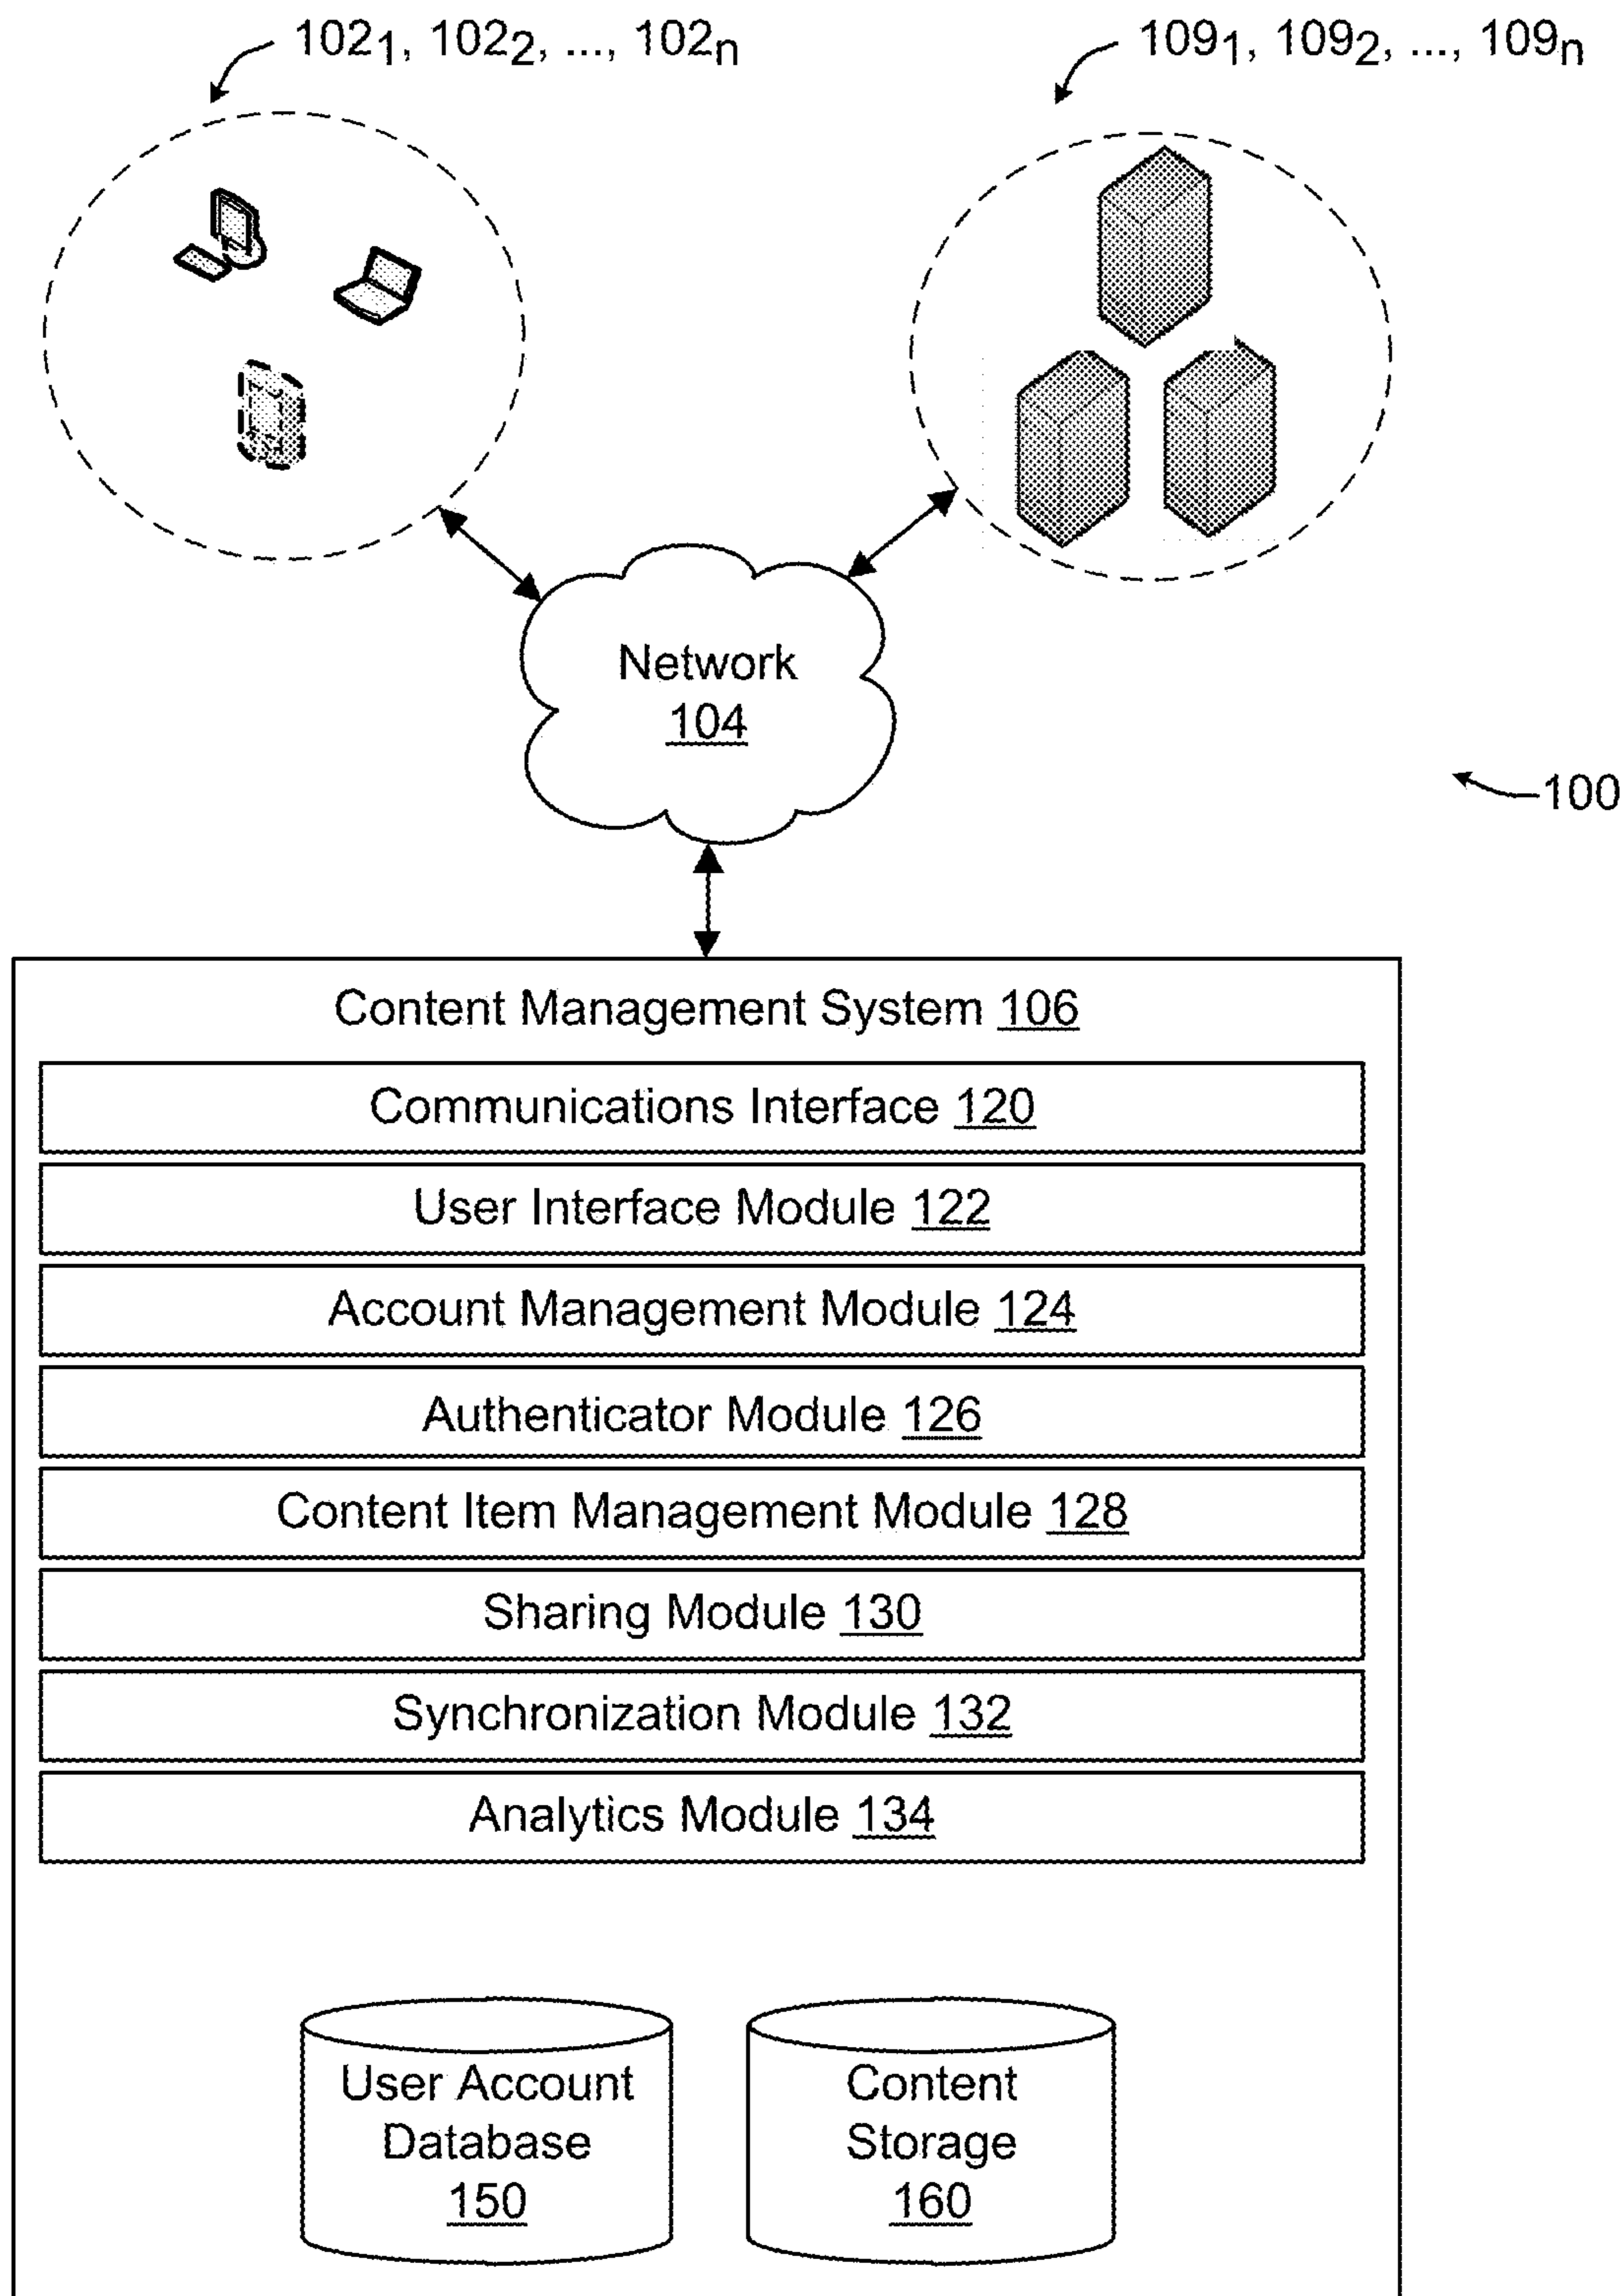 102₁, 102₂, ..., 102ₙ
109₁, 109₂, ..., 109ₙ
Network
104
100
Content Management System 106
Communications Interface 120
User Interface Module 122
Account Management Module 124
Authenticator Module 126
Content Item Management Module 128
Sharing Module 130
Synchronization Module 132
Analytics Module 134
User Account
Database
150
Content
Storage
160